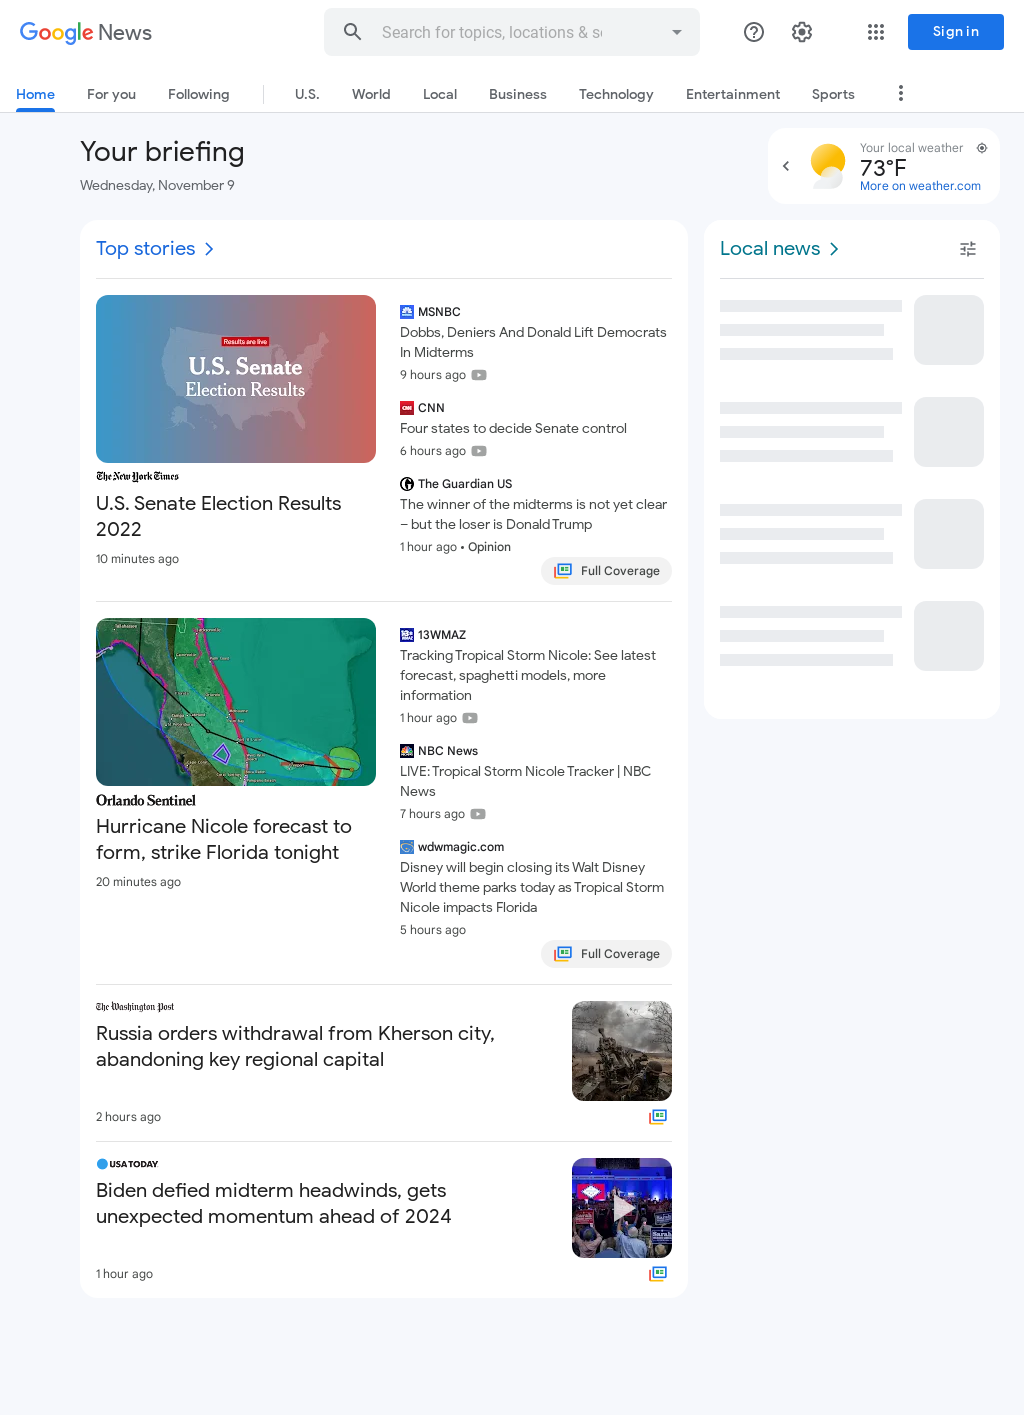 Google News
Search for topics, locations & so
Sign in
Home
For you
Following
U.S.
World
Local
Business
Technology
Entertainment
Sports
Your briefing
Wednesday, November 9
Your local weather
73°F
More on weather.com
Top stories
Results are live
U.S. Senate
Election Results
The New York Times
U.S. Senate Election Results
2022
10 minutes ago
MSNBC
Dobbs, Deniers And Donald Lift Democrats
In Midterms
9 hours ago
CNN
Four states to decide Senate control
6 hours ago
The Guardian US
The winner of the midterms is not yet clear
– but the loser is Donald Trump
1 hour ago • Opinion
Full Coverage
Orlando Sentinel
Hurricane Nicole forecast to
form, strike Florida tonight
20 minutes ago
13WMAZ
Tracking Tropical Storm Nicole: See latest
forecast, spaghetti models, more
information
1 hour ago
NBC News
LIVE: Tropical Storm Nicole Tracker | NBC
News
7 hours ago
wdwmagic.com
Disney will begin closing its Walt Disney
World theme parks today as Tropical Storm
Nicole impacts Florida
5 hours ago
Full Coverage
The Washington Post
Russia orders withdrawal from Kherson city,
abandoning key regional capital
2 hours ago
USA TODAY
Biden defied midterm headwinds, gets
unexpected momentum ahead of 2024
1 hour ago
Local news